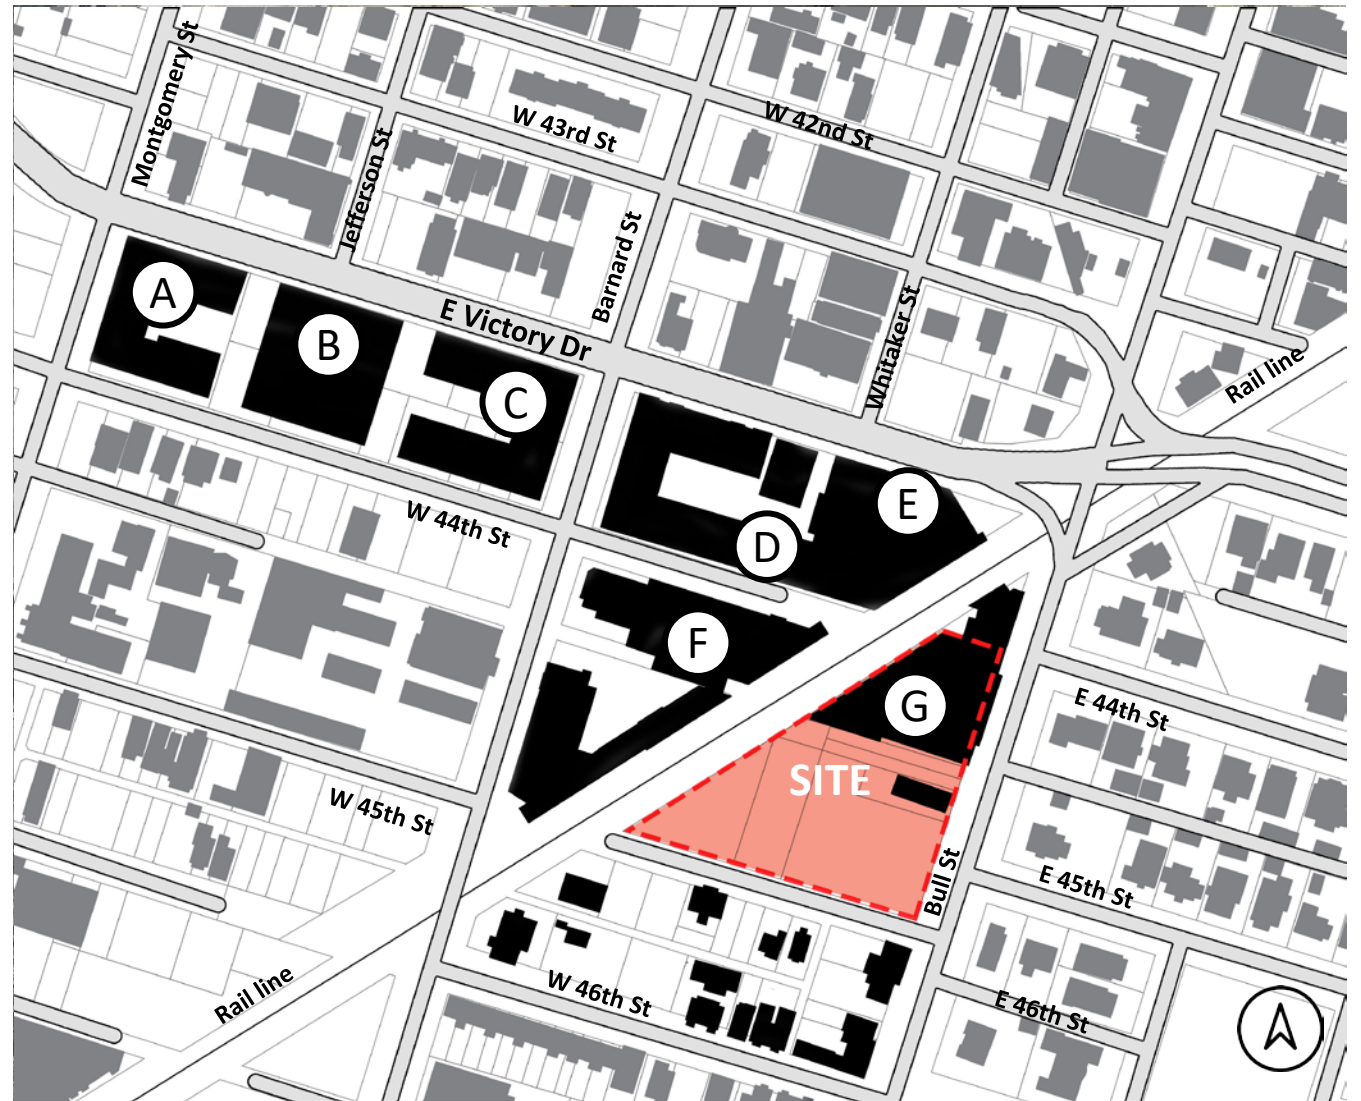 Montgomery St
W 43rd St
W 42nd St
Jefferson St
Barnard St
A
B
E Victory Dr
Whitaker St
Rail line
C
E
W 44th St
D
F
G
E 44th St
SITE
W 45th St
Bull St
E 45th St
Rail line
W 46th St
E 46th St